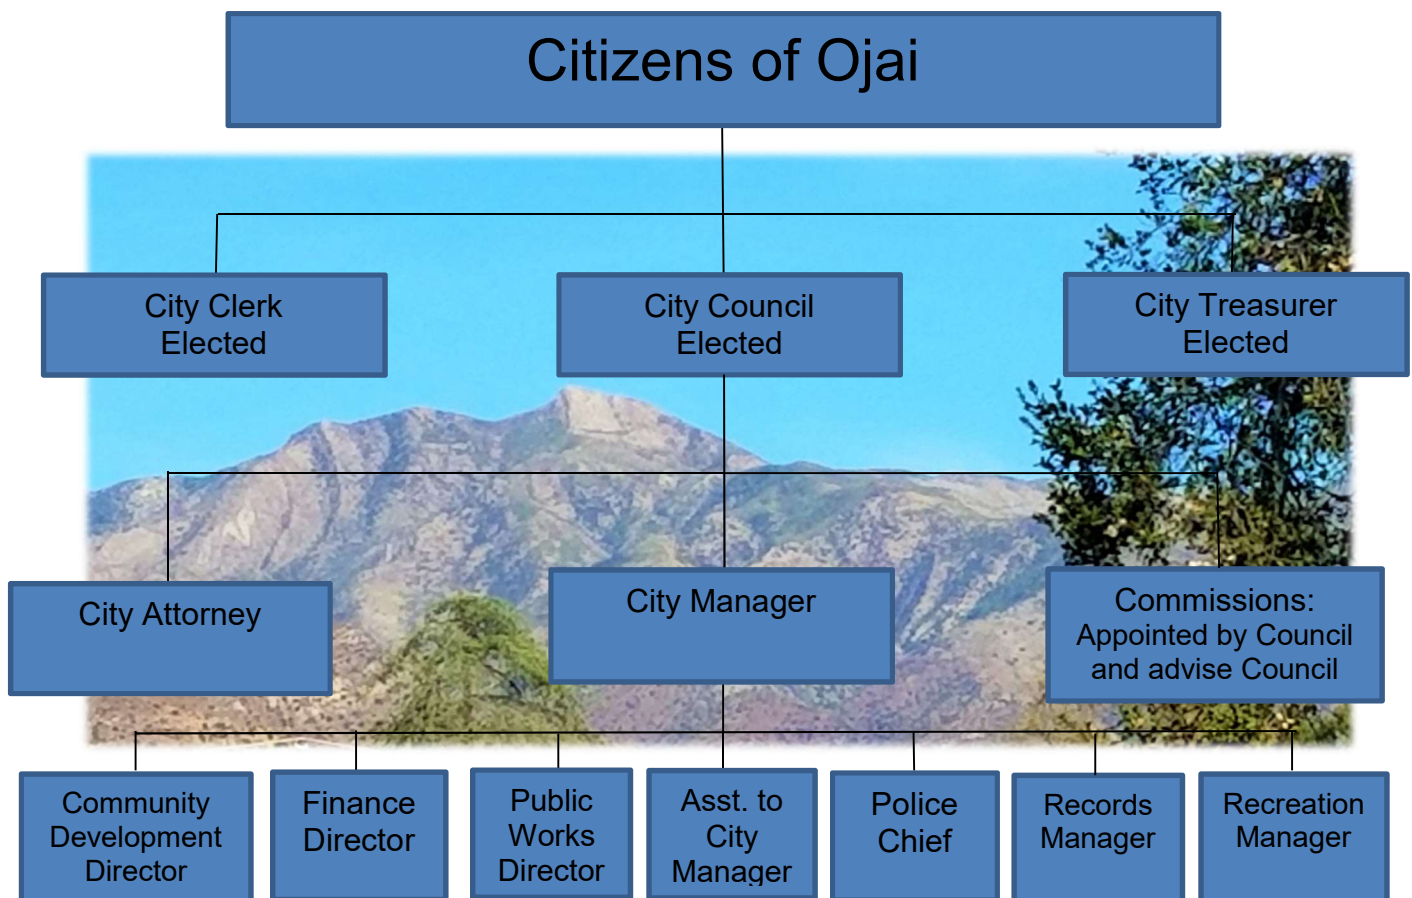 Citizens of Ojai
City Clerk
Elected
City Council
Elected
City Treasurer
Elected
City Attorney
City Manager
Commissions:
Appointed by Council
and advise Council
Community
Development
Director
Finance
Director
Public
Works
Director
Asst. to
City
Manager
Police
Chief
Records
Manager
Recreation
Manager